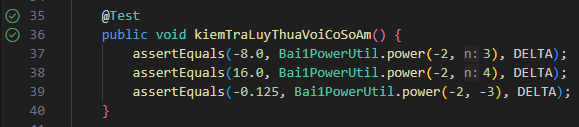 35 @Test
36 public void kiemTraLuyThuaVoiCoSoAm() {
37 assertEquals(-8.0, Bai1PowerUtil.power(-2, n: 3), DELTA);
38 assertEquals(16.0, Bai1PowerUtil.power(-2, n: 4), DELTA);
39 assertEquals(-0.125, Bai1PowerUtil.power(-2, -3), DELTA);
40 }